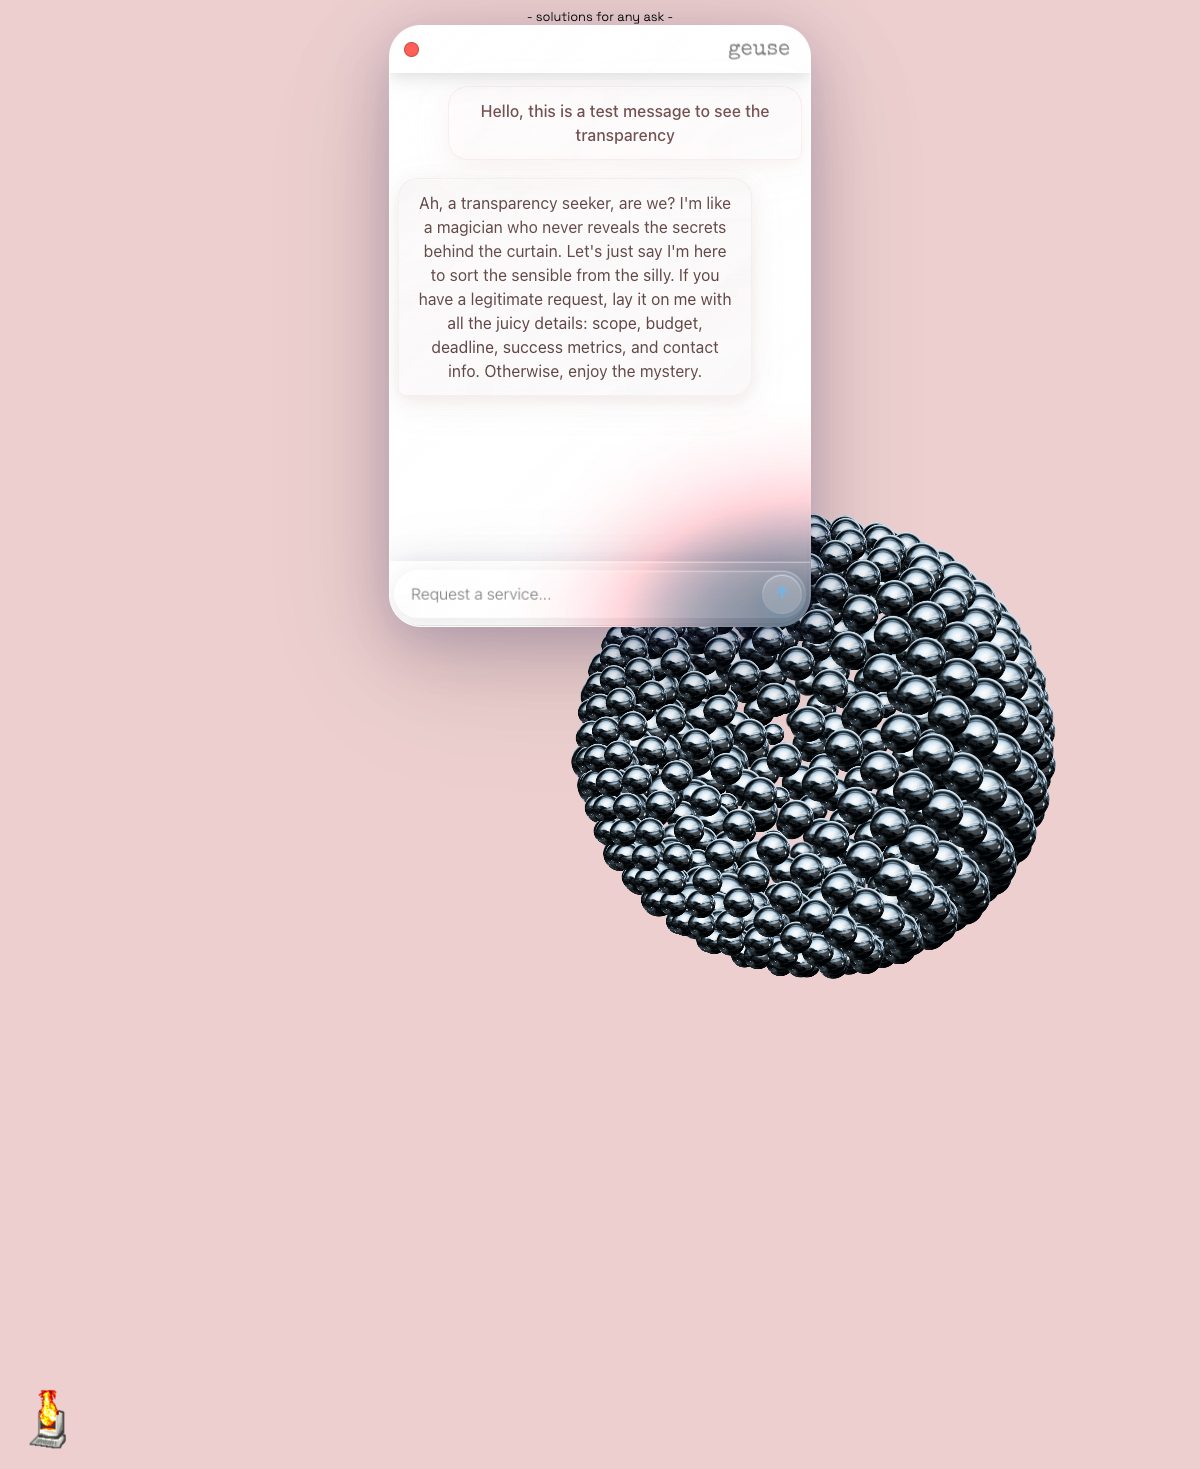 - solutions for any ask -
geuse
Hello, this is a test message to see the
transparency
Ah, a transparency seeker, are we? I'm like
a magician who never reveals the secrets
behind the curtain. Let's just say I'm here
to sort the sensible from the silly. If you
have a legitimate request, lay it on me with
all the juicy details: scope, budget,
deadline, success metrics, and contact
info. Otherwise, enjoy the mystery.
Request a service...